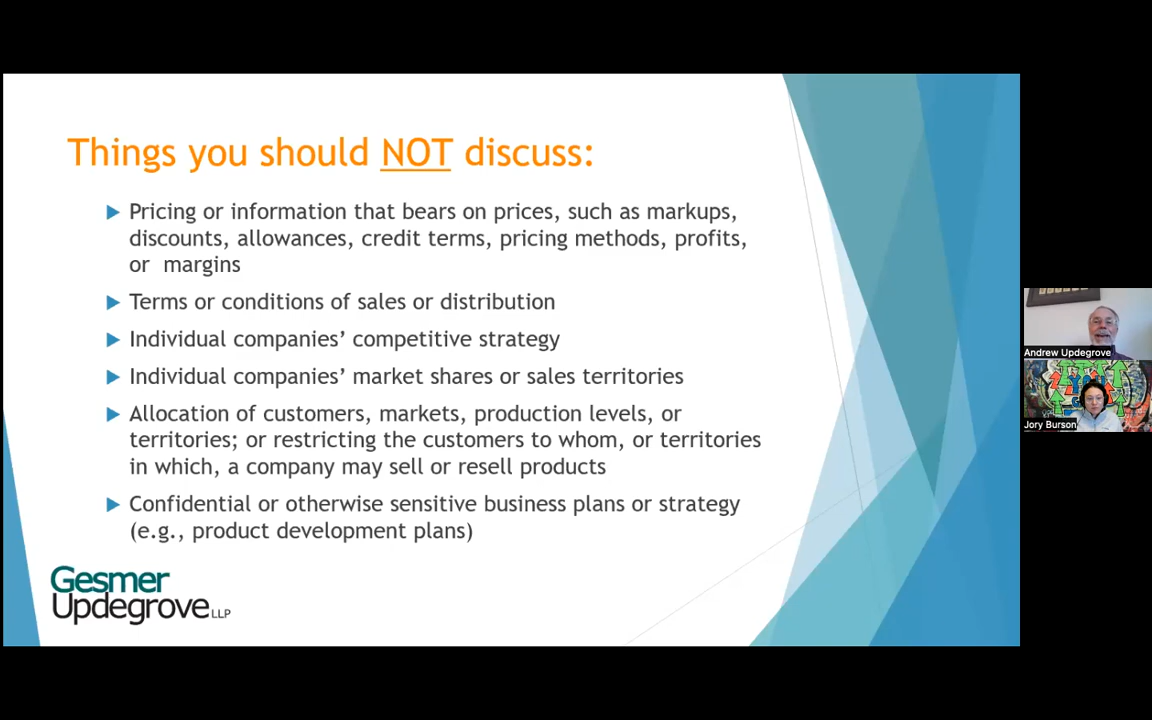 Things you should NOT discuss:
Pricing or information that bears on prices, such as markups,
discounts, allowances, credit terms, pricing methods, profits,
or margins
Terms or conditions of sales or distribution
Individual companies’ competitive strategy
Individual companies’ market shares or sales territories
Allocation of customers, markets, production levels, or
territories; or restricting the customers to whom, or territories
in which, a company may sell or resell products
Confidential or otherwise sensitive business plans or strategy
(e.g., product development plans)
Gesmer
Updegrove LLP
Andrew Updegrove
Jory Burson